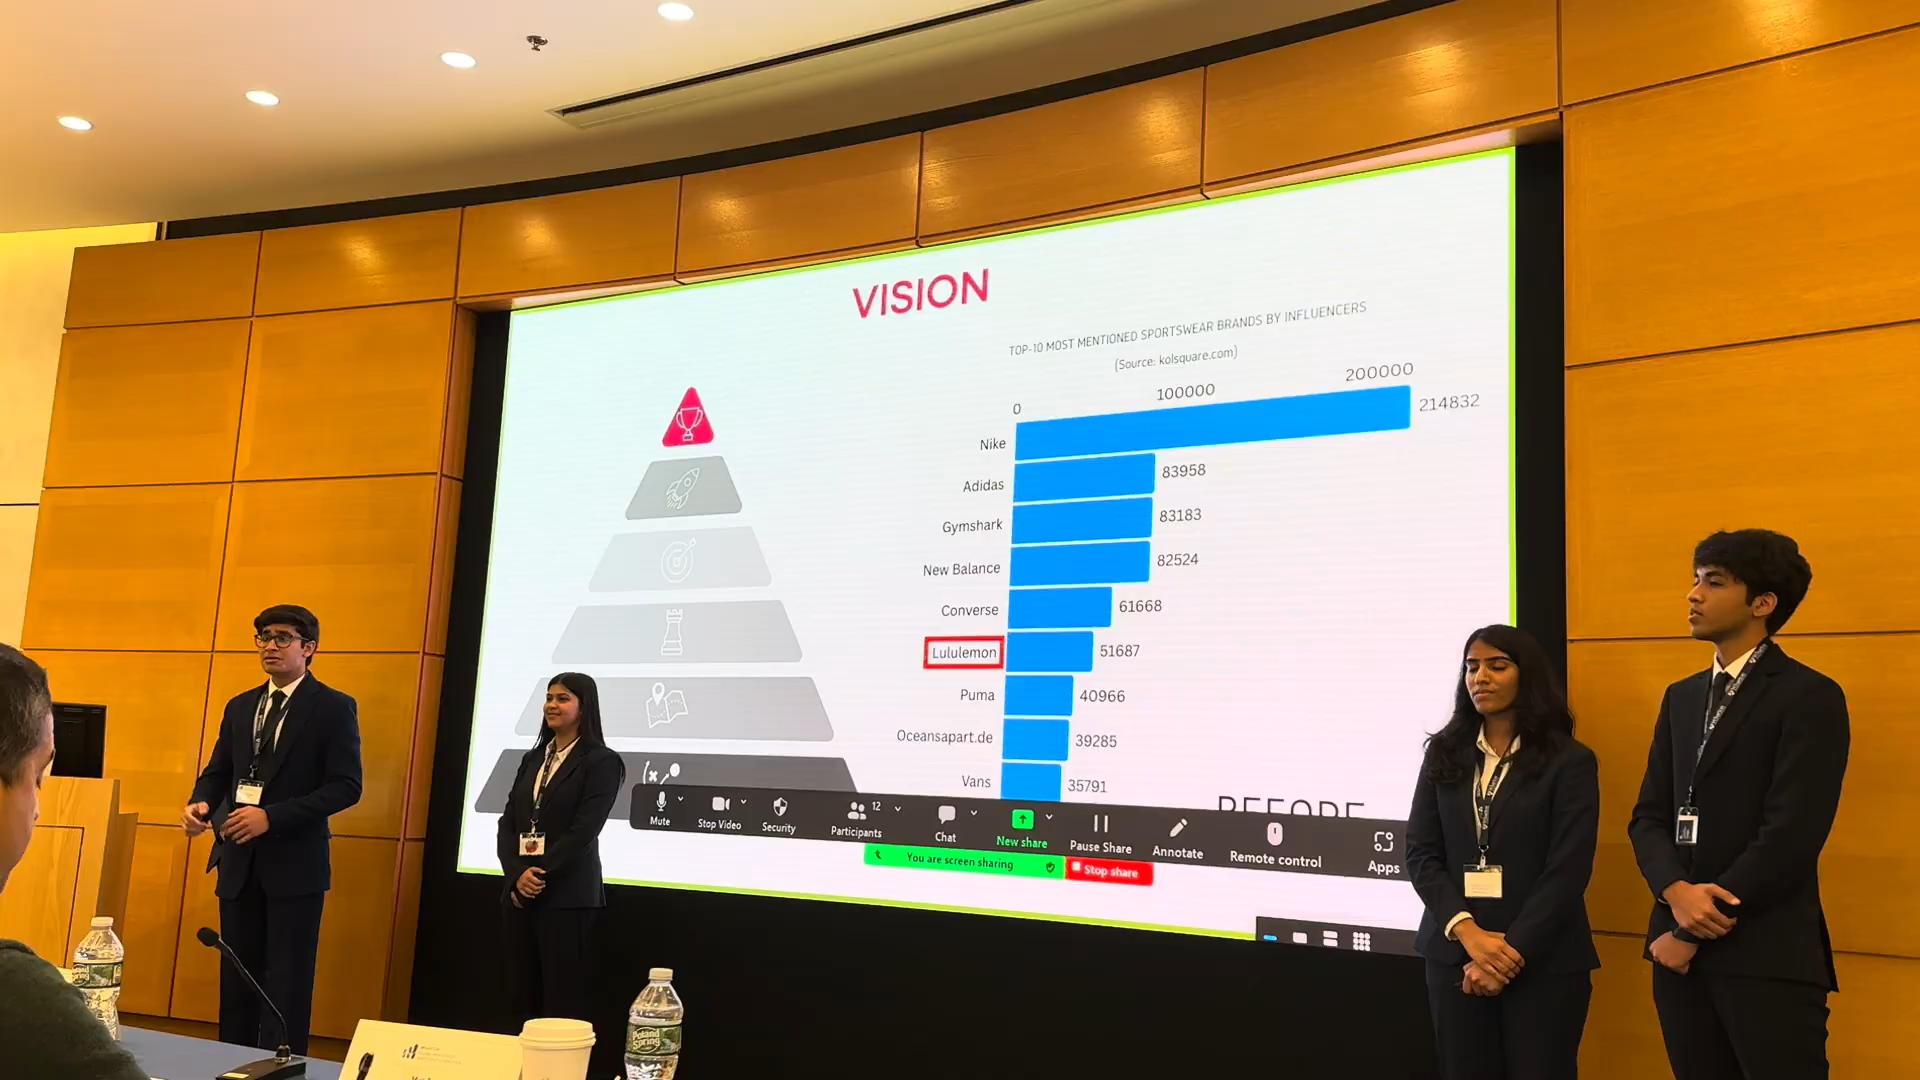 VISION
TOP-10 MOST MENTIONED SPORTSWEAR BRANDS BY INFLUENCERS
(Source: kolsquare.com)
0 100000 200000
Nike 214832
Adidas 83958
Gymshark 83183
New Balance 82524
Converse 61668
Lululemon 51687
Puma 40966
Oceansapart.de 39285
Vans 35791
BEFORE
Mute
Stop Video
Security
12
Participants
Chat
New share
Pause Share
Annotate
Remote control
Apps
You are screen sharing
Stop share
Poland
Spring